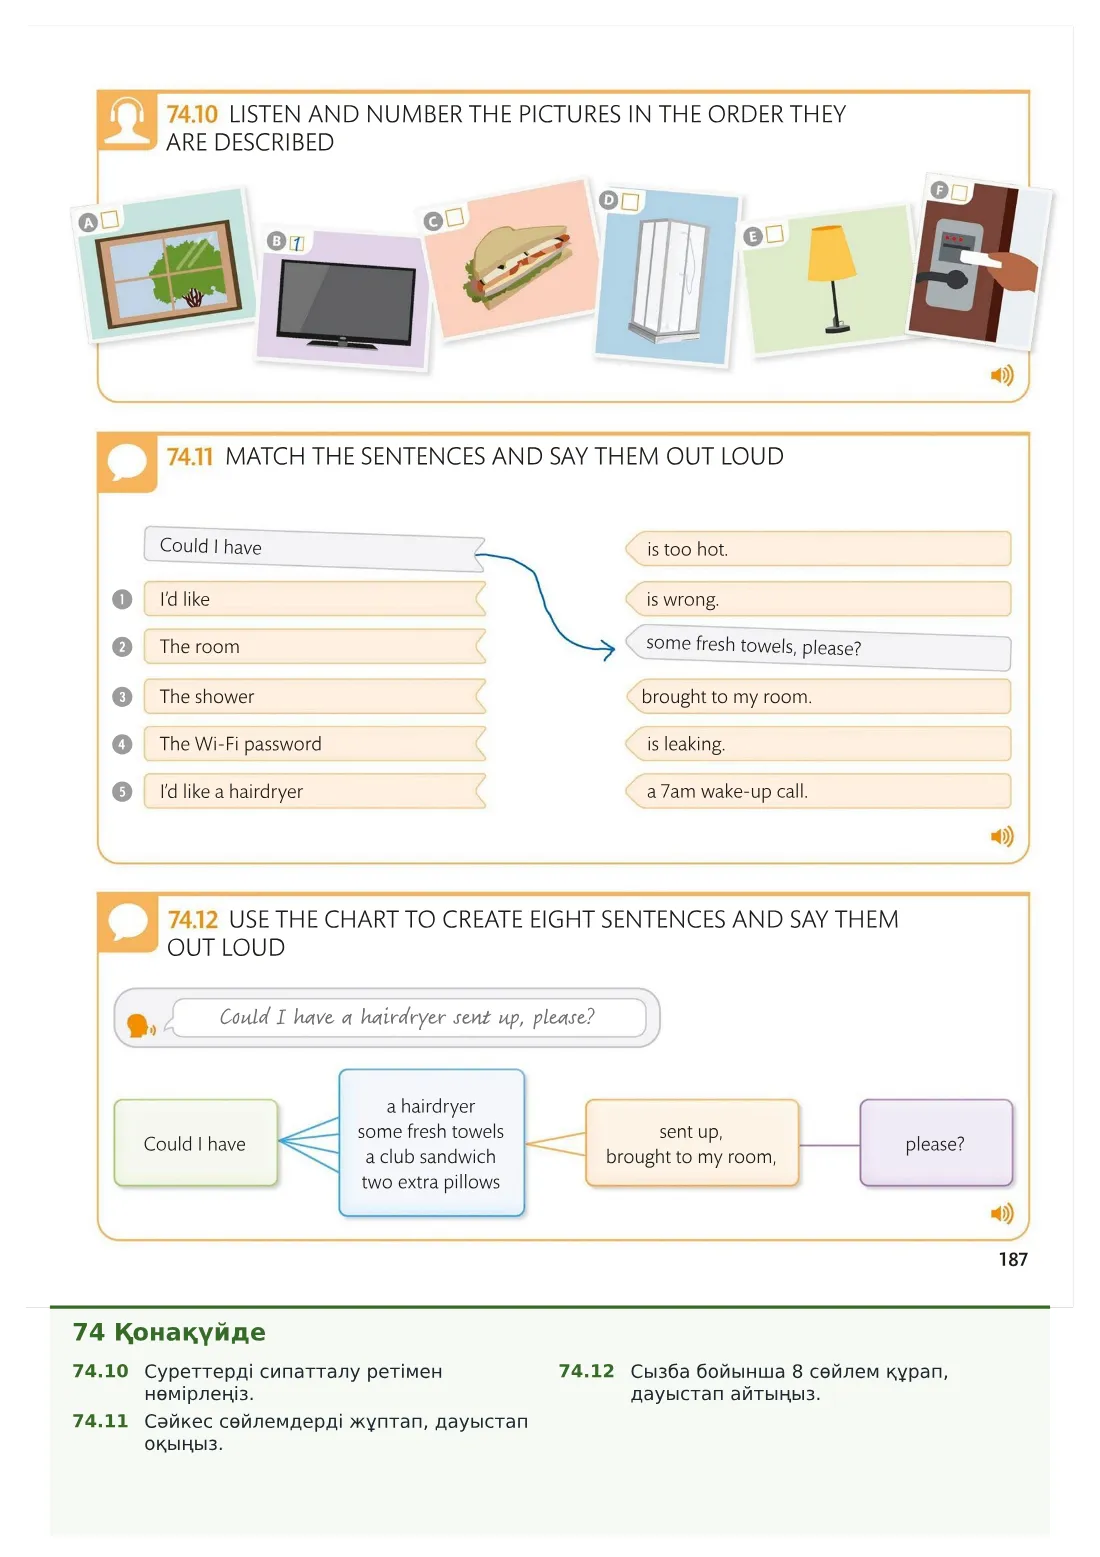 74.10 LISTEN AND NUMBER THE PICTURES IN THE ORDER THEY
ARE DESCRIBED
A
B 1
C
D
E
F
74.11 MATCH THE SENTENCES AND SAY THEM OUT LOUD
Could I have
is too hot.
1 I'd like
is wrong.
2 The room
some fresh towels, please?
3 The shower
brought to my room.
4 The Wi-Fi password
is leaking.
5 I'd like a hairdryer
a 7am wake-up call.
74.12 USE THE CHART TO CREATE EIGHT SENTENCES AND SAY THEM
OUT LOUD
Could I have a hairdryer sent up, please?
Could I have
a hairdryer
some fresh towels
a club sandwich
two extra pillows
sent up,
brought to my room,
please?
187
74 Қонақүйде
74.10 Суреттерді сипатталу ретімен
нөмірлеңіз.
74.11 Сәйкес сөйлемдерді жұптап, дауыстап
оқыңыз.
74.12 Сызба бойынша 8 сөйлем құрап,
дауыстап айтыңыз.